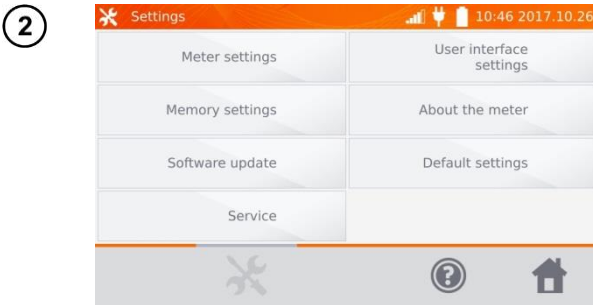 2
Settings
10:46 2017.10.26
Meter settings
User interface
settings
Memory settings
About the meter
Software update
Default settings
Service
?